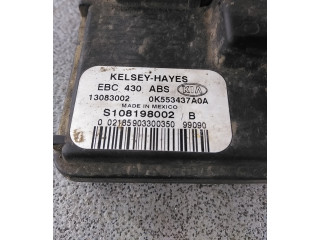 KELSEY-HAYES
EBC 430 ABS KIA
13083002 0K553437A0A
MADE IN MEXICO
S108198002 B
0 02185903300350 99090